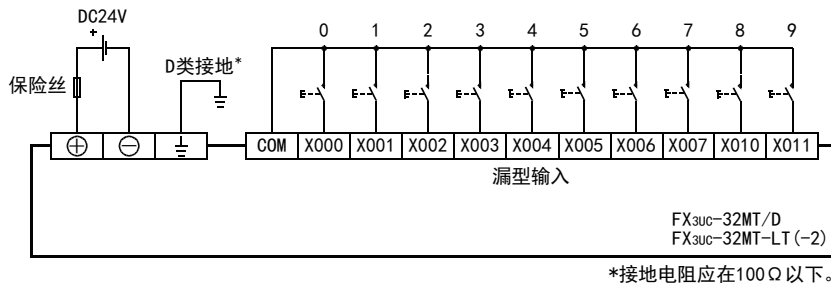 DC24V
+
0 1 2 3 4 5 6 7 8 9
D类接地*
保险丝
COM X000 X001 X002 X003 X004 X005 X006 X007 X010 X011
漏型输入
FX3UC-32MT/D
FX3UC-32MT-LT(-2)
*接地电阻应在100Ω以下。